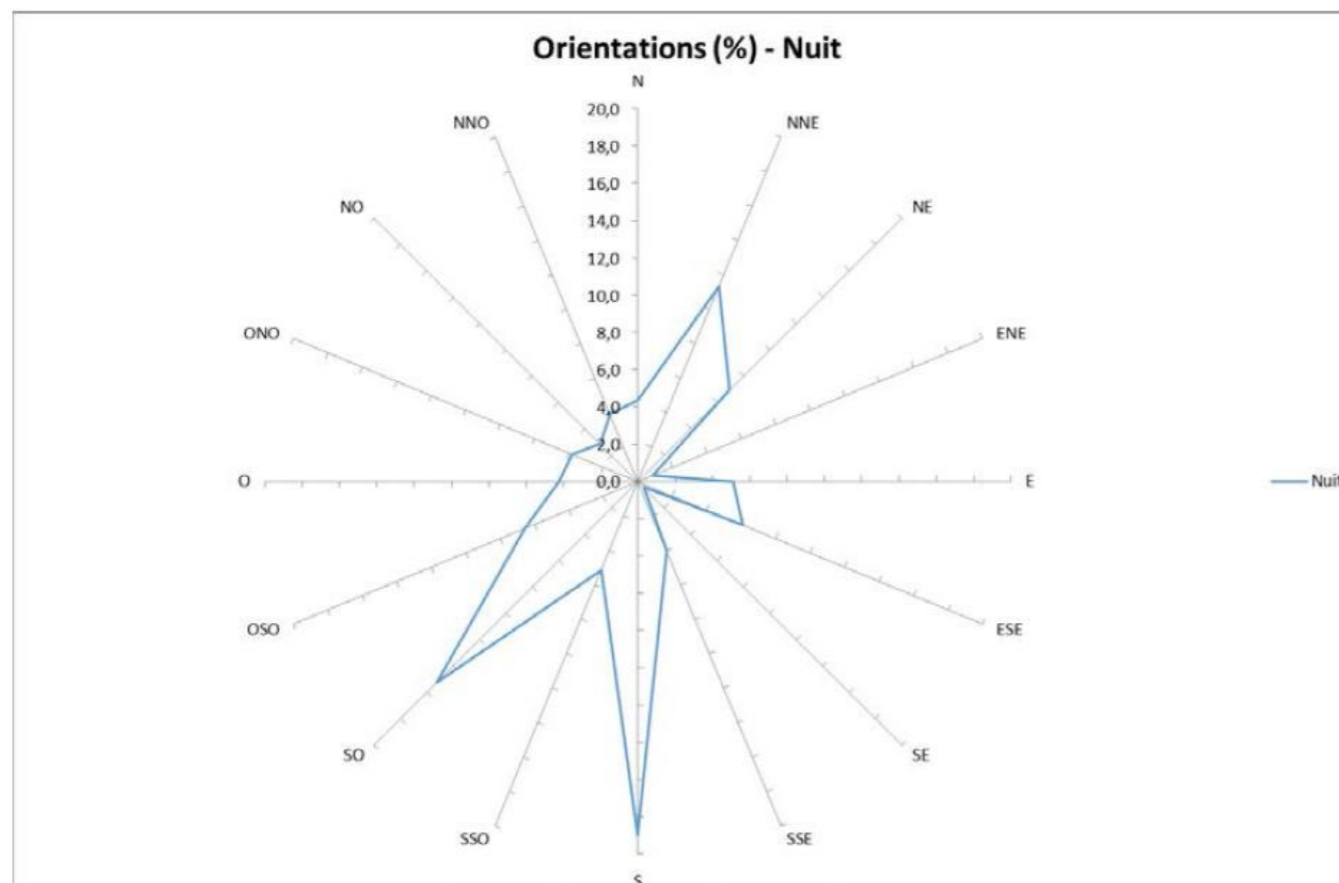 Orientations (%) - Nuit
N
20,0
NNO
NNE
18,0
16,0
NO
NE
14,0
12,0
ONO
ENE
10,0
8,0
6,0
4,0
2,0
O
0,0
E
Nuit
OSO
ESE
SO
SE
SSO
SSE
S